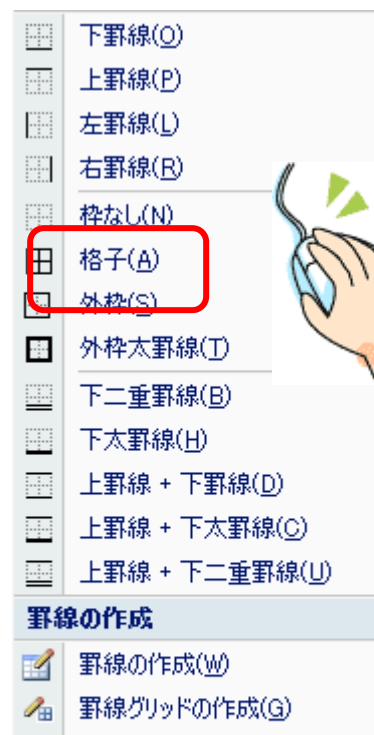 下罫線(O)
上罫線(P)
左罫線(L)
右罫線(R)
枠なし(N)
格子(A)
外枠(S)
外枠太罫線(T)
下二重罫線(B)
下太罫線(H)
上罫線 + 下罫線(D)
上罫線 + 下太罫線(C)
上罫線 + 下二重罫線(U)
罫線の作成
罫線の作成(W)
罫線グリッドの作成(G)